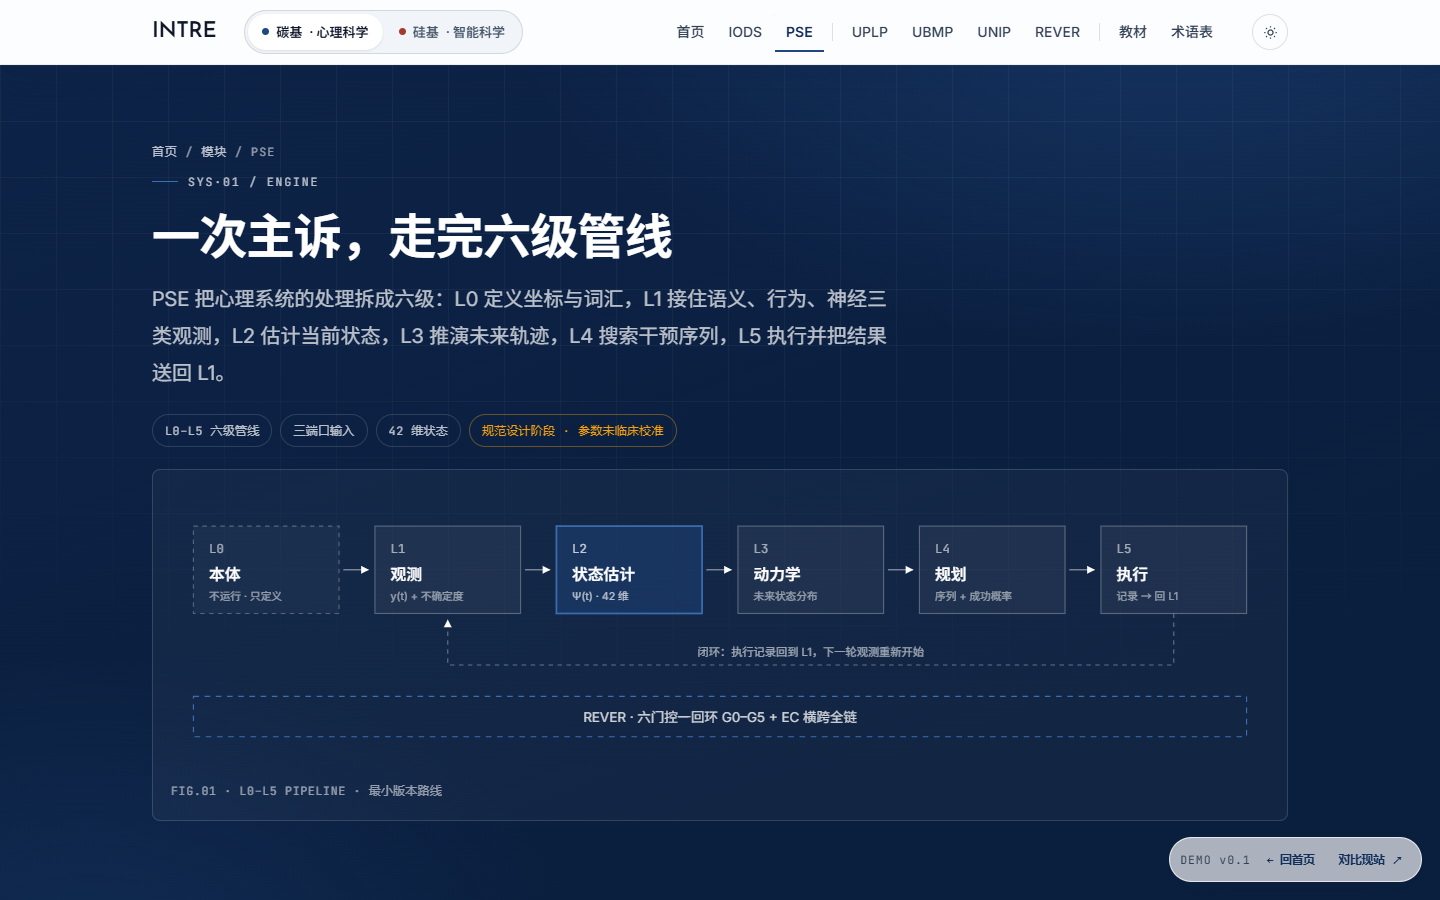 INTRE
碳基 · 心理科学
硅基 · 智能科学
首页
IODS
PSE
UPLP
UBMP
UNIP
REVER
教材
术语表
首页 / 模块 / PSE
SYS·01 / ENGINE
一次主诉，走完六级管线
PSE 把心理系统的处理拆成六级：L0 定义坐标与词汇，L1 接住语义、行为、神经三
类观测，L2 估计当前状态，L3 推演未来轨迹，L4 搜索干预序列，L5 执行并把结果
送回 L1。
L0-L5 六级管线
三端口输入
42 维状态
规范设计阶段 · 参数未临床校准
L0
本体
不运行 · 只定义
L1
观测
y(t) + 不确定度
L2
状态估计
Ψ(t) · 42 维
L3
动力学
未来状态分布
L4
规划
序列 + 成功概率
L5
执行
记录 → 回 L1
闭环：执行记录回到 L1，下一轮观测重新开始
REVER · 六门控一回环 G0–G5 + EC 横跨全链
FIG.01 · L0-L5 PIPELINE · 最小版本路线
DEMO v0.1
← 回首页
对比现站 ↗